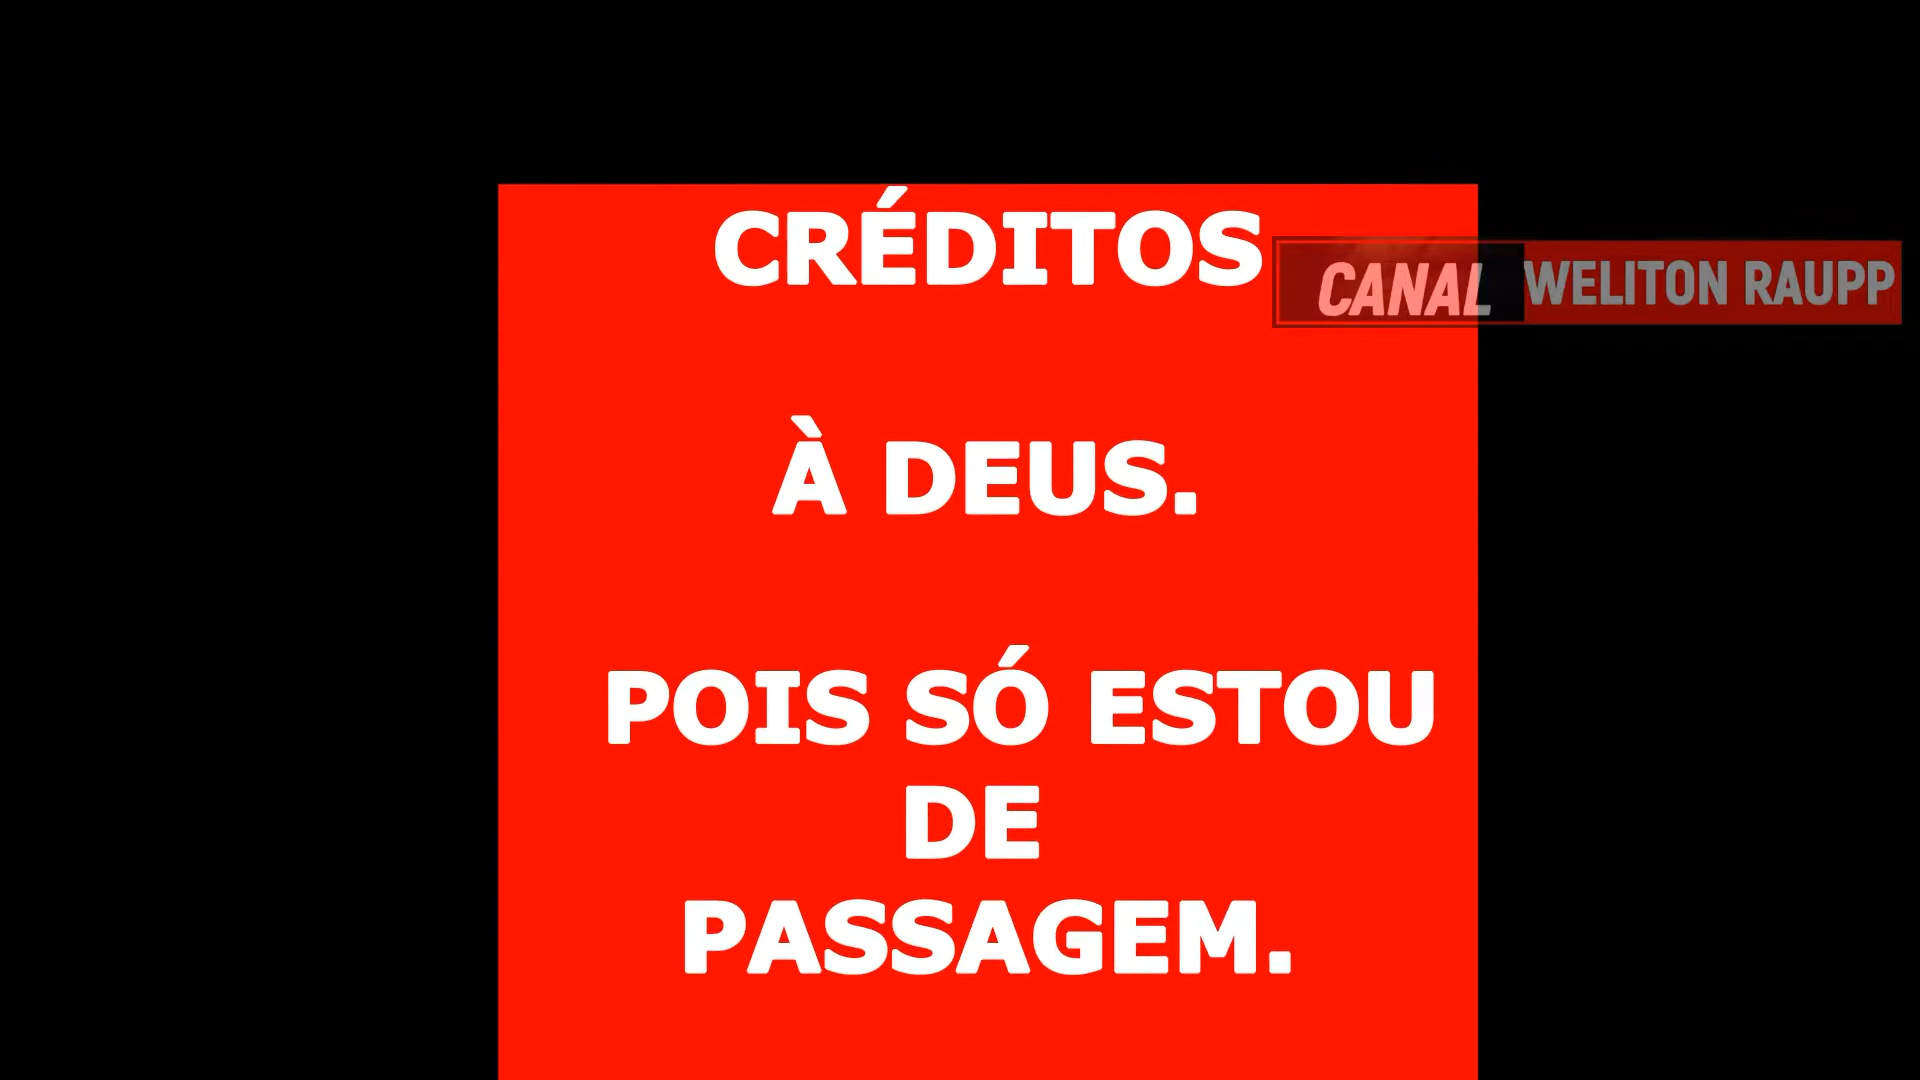 CRÉDITOS
CANAL WELITON RAUPP
À DEUS.
POIS SÓ ESTOU
DE
PASSAGEM.